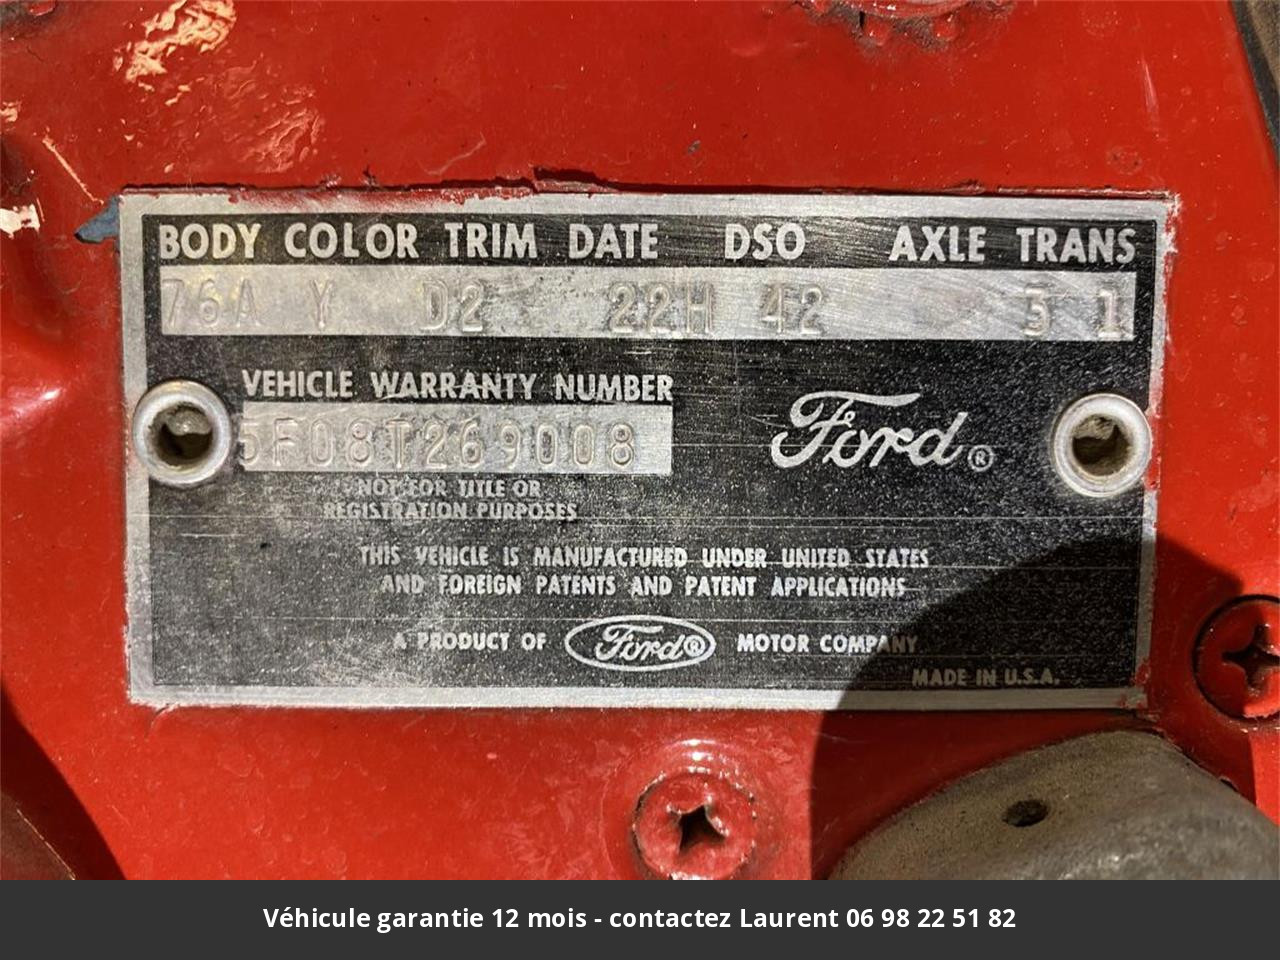 BODY COLOR TRIM DATE DSO AXLE TRANS
76A Y D2 22H 42 3 1
VEHICLE WARRANTY NUMBER
5F08T269008
Ford®
NOT FOR TITLE OR
REGISTRATION PURPOSES
THIS VEHICLE IS MANUFACTURED UNDER UNITED STATES
AND FOREIGN PATENTS AND PATENT APPLICATIONS
A PRODUCT OF Ford® MOTOR COMPANY
MADE IN U.S.A.
Véhicule garantie 12 mois - contactez Laurent 06 98 22 51 82